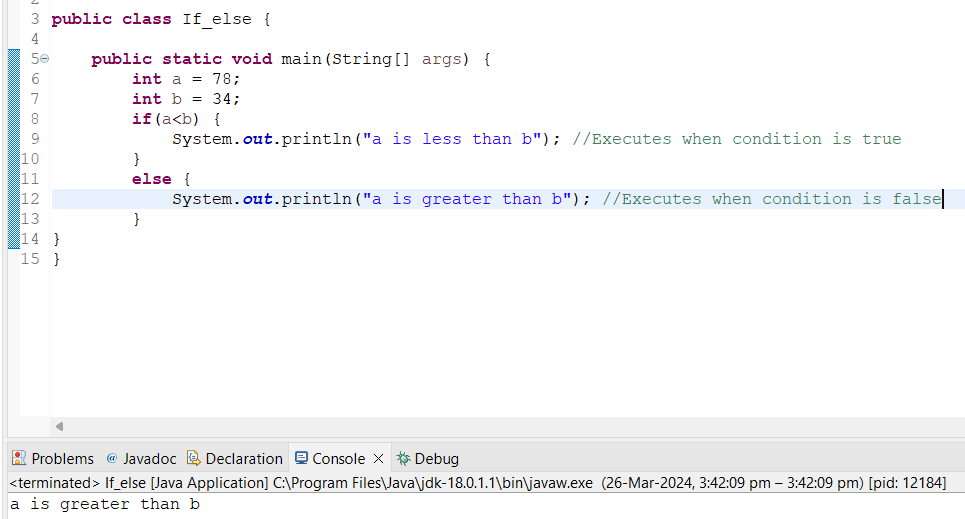 2
3 public class If_else {
4
5 public static void main(String[] args) {
6 int a = 78;
7 int b = 34;
8 if(a<b) {
9 System.out.println("a is less than b"); //Executes when condition is true
10 }
11 else {
12 System.out.println("a is greater than b"); //Executes when condition is false
13 }
14 }
15 }
Problems @ Javadoc Declaration Console Debug
<terminated> If_else [Java Application] C:\Program Files\Java\jdk-18.0.1.1\bin\javaw.exe (26-Mar-2024, 3:42:09 pm – 3:42:09 pm) [pid: 12184]
a is greater than b